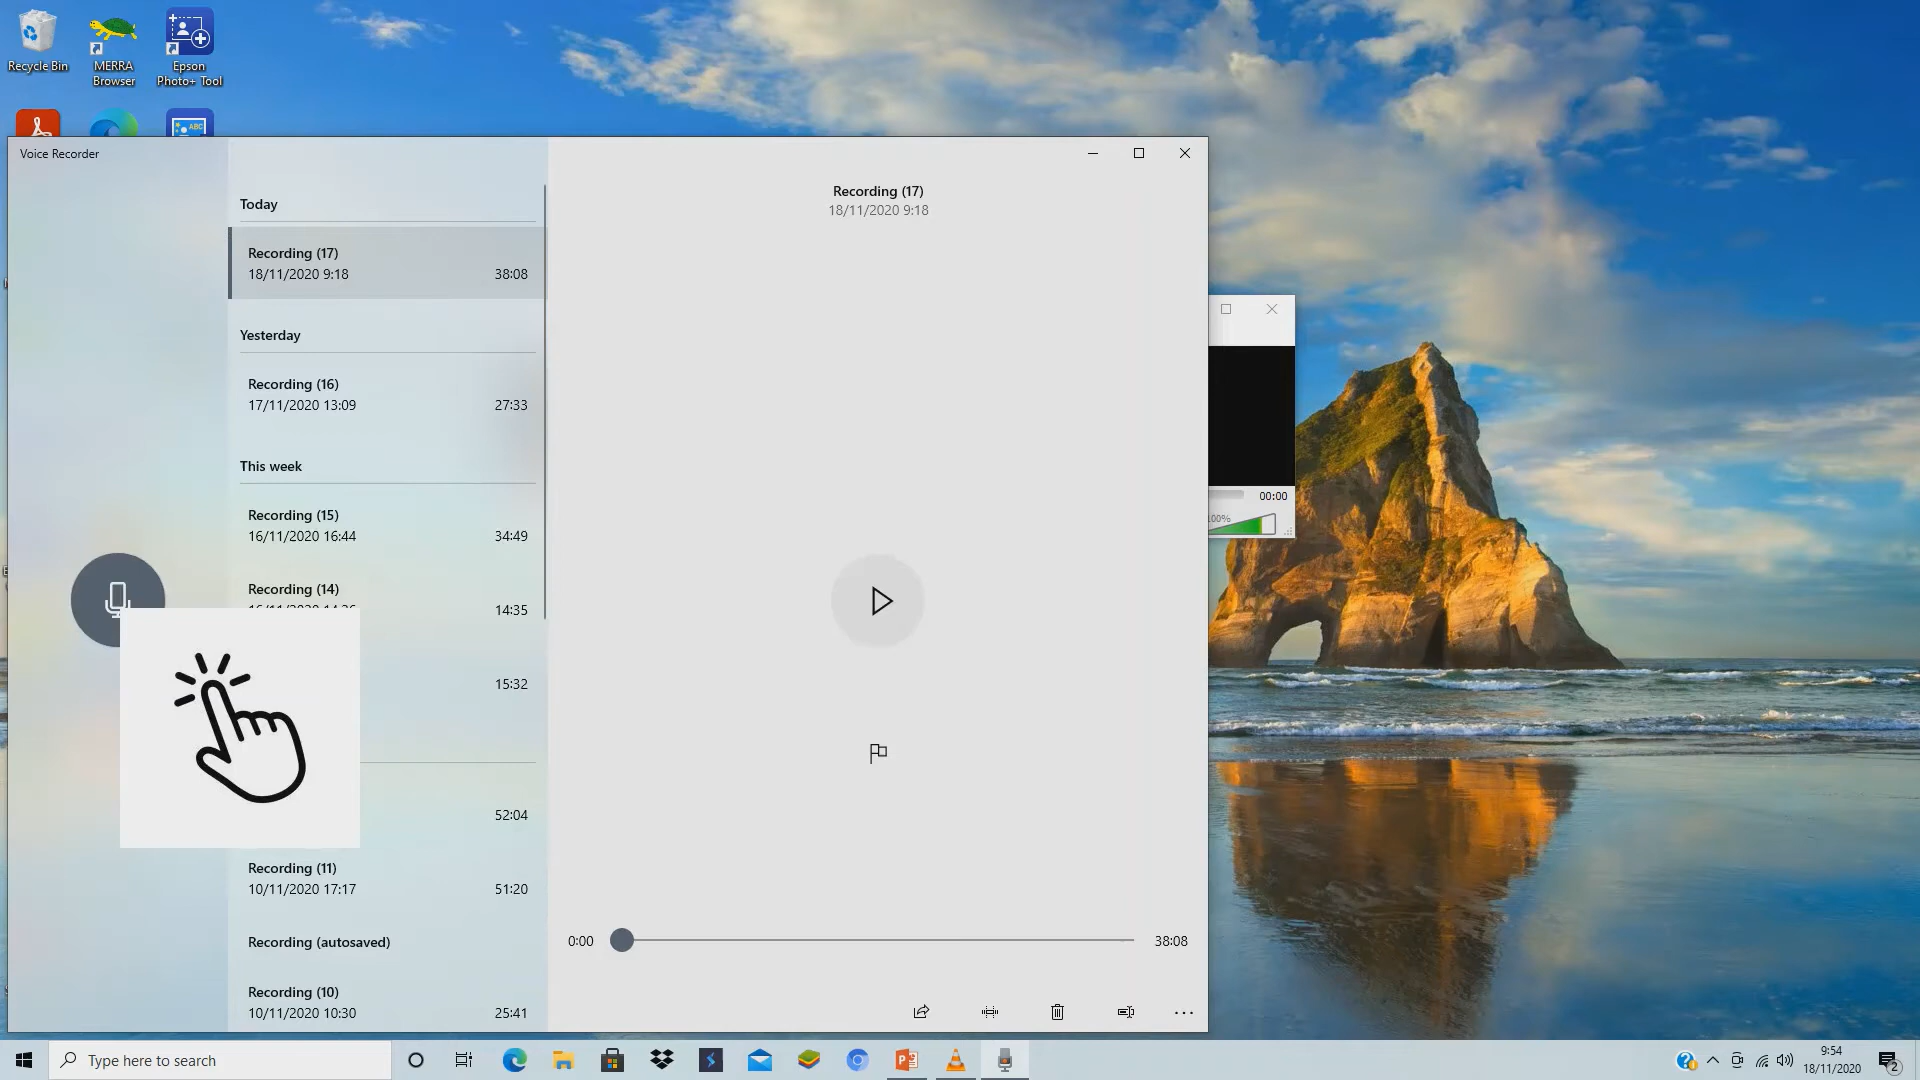 Recycle Bin
MERRA
Browser
Epson
Photo+ Tool
ABC
Voice Recorder
Today
Recording (17)
18/11/2020 9:18
38:08
Yesterday
Recording (16)
17/11/2020 13:09
27:33
This week
Recording (15)
16/11/2020 16:44
34:49
Recording (14)
14:35
15:32
52:04
Recording (11)
10/11/2020 17:17
51:20
Recording (autosaved)
Recording (10)
10/11/2020 10:30
25:41
Recording (17)
18/11/2020 9:18
0:00
38:08
00:00
100%
Type here to search
9:54
18/11/2020
2